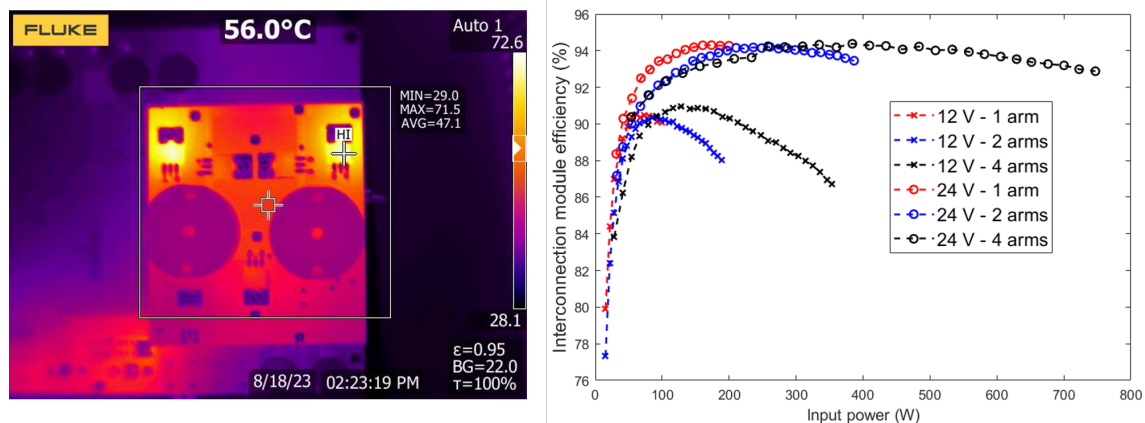 FLUKE
56.0°C
Auto 1
72.6
MIN=29.0
MAX=71.5
AVG=47.1
HI
28.1
ε=0.95
BG=22.0
τ=100%
8/18/23 02:23:19 PM
Interconnection module efficiency (%)
96
94
92
90
88
86
84
82
80
78
76
12 V - 1 arm
12 V - 2 arms
12 V - 4 arms
24 V - 1 arm
24 V - 2 arms
24 V - 4 arms
0 100 200 300 400 500 600 700 800
Input power (W)